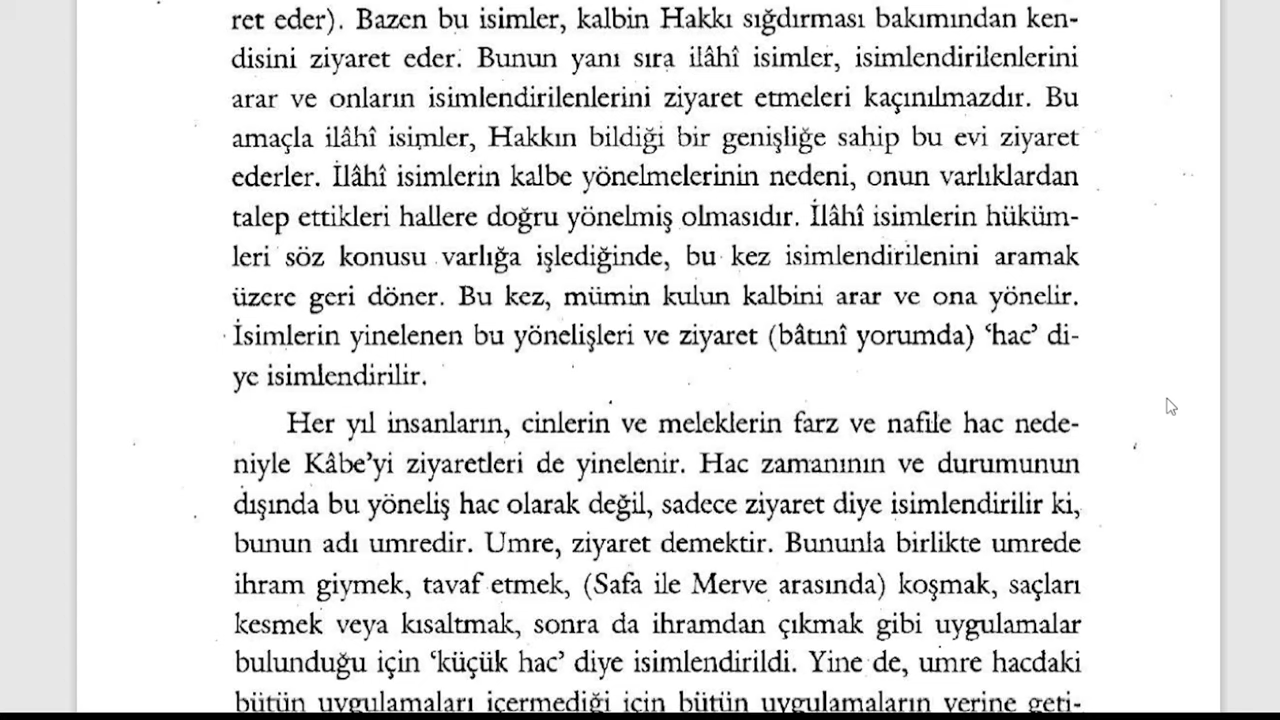 ret eder). Bazen bu isimler, kalbin Hakkı sığdırması bakımından ken-
disini ziyaret eder. Bunun yanı sıra ilâhî isimler, isimlendirilenlerini
arar ve onların isimlendirilenlerini ziyaret etmeleri kaçınılmazdır. Bu
amaçla ilâhî isimler, Hakkın bildiği bir genişliğe sahip bu evi ziyaret
ederler. İlâhî isimlerin kalbe yönelmelerinin nedeni, onun varlıklardan
talep ettikleri hallere doğru yönelmiş olmasıdır. İlâhî isimlerin hüküm-
leri söz konusu varlığa işlediğinde, bu kez isimlendirilenini aramak
üzere geri döner. Bu kez, mümin kulun kalbini arar ve ona yönelir.
İsimlerin yinelenen bu yönelişleri ve ziyaret (bâtınî yorumda) ‘hac’ di-
ye isimlendirilir.
Her yıl insanların, cinlerin ve meleklerin farz ve nafile hac nede-
niyle Kâbe’yi ziyaretleri de yinelenir. Hac zamanının ve durumunun
dışında bu yöneliş hac olarak değil, sadece ziyaret diye isimlendirilir ki,
bunun adı umredir. Umre, ziyaret demektir. Bununla birlikte umrede
ihram giymek, tavaf etmek, (Safa ile Merve arasında) koşmak, saçları
kesmek veya kısaltmak, sonra da ihramdan çıkmak gibi uygulamalar
bulunduğu için ‘küçük hac’ diye isimlendirildi. Yine de, umre hacdaki
bütün uygulamaları içermediği için bütün uygulamaların yerine geti-